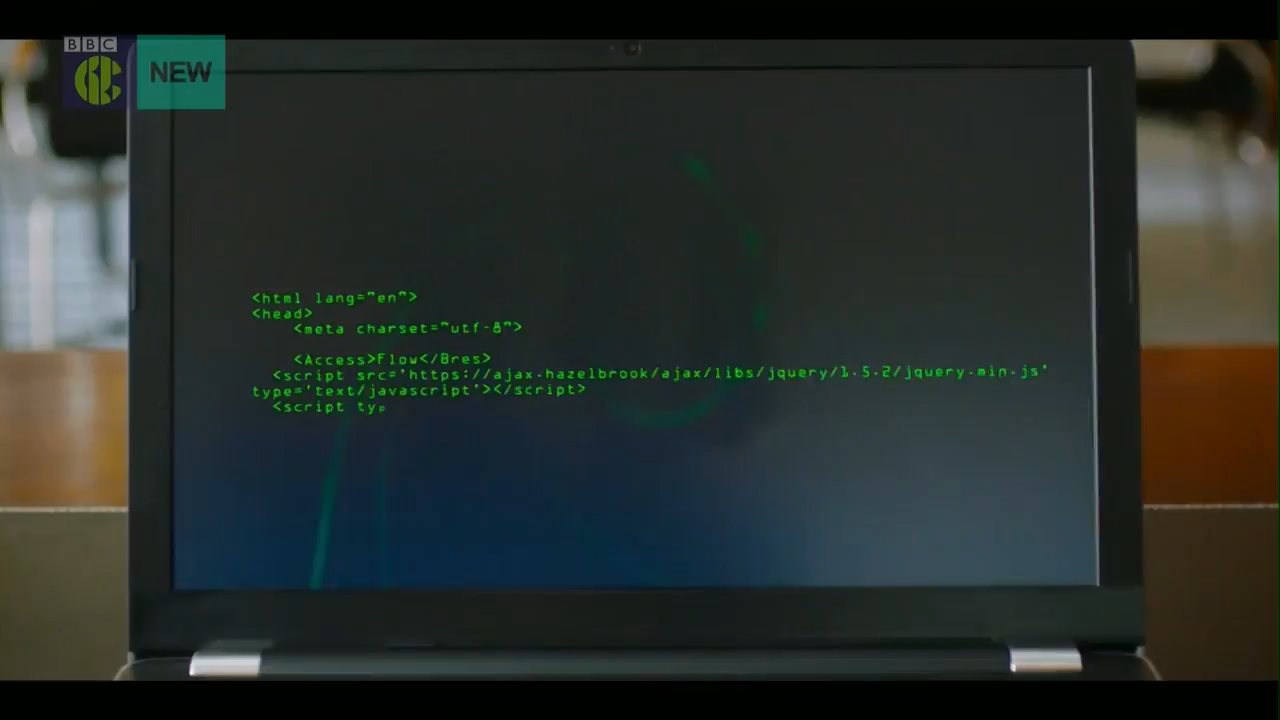 BBC
NEW
<html lang="en">
<head>
<meta charset="utf-8">
<Access>Flow</Bres>
<script src='https://ajax.hazelbrook/ajax/libs/jquery/1.5.2/jquery.min.js'
type='text/javascript'></script>
<script typ